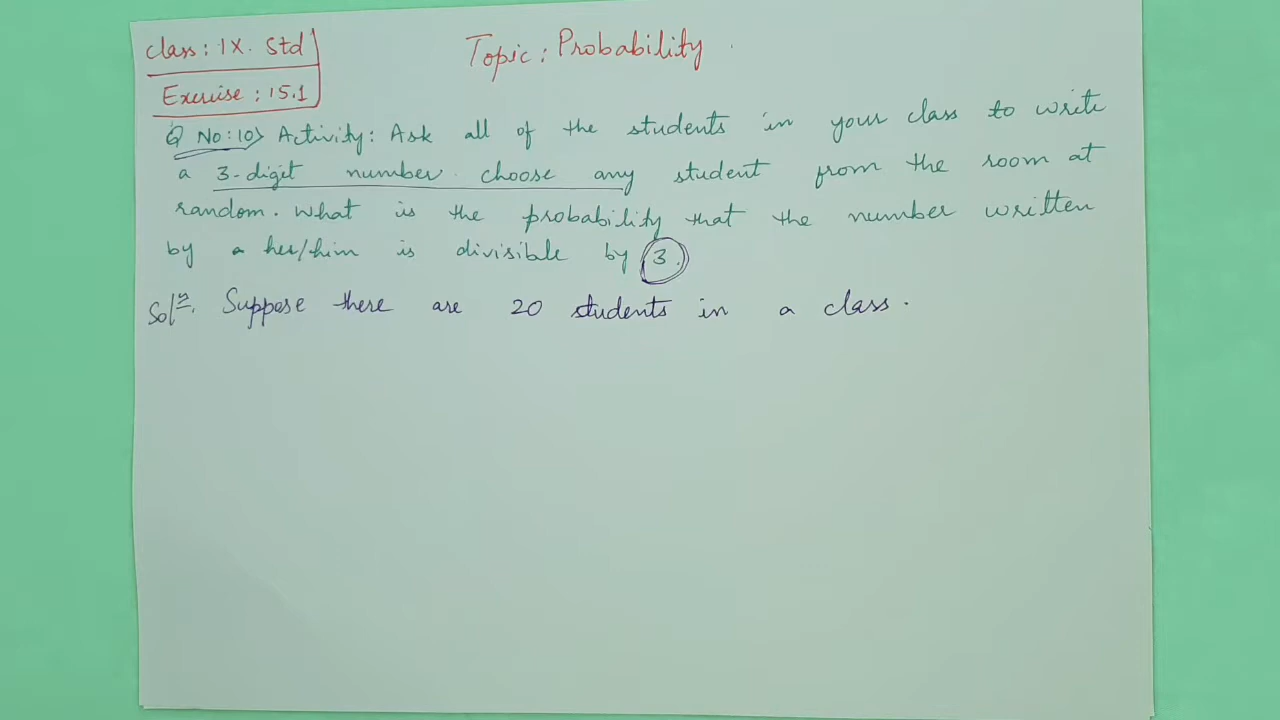 class: IX. Std
Topic: Probability
Exercise: 15.1
Q No:10) Activity: Ask all of the students in your class to write
a 3-digit number. choose any student from the room at
random. What is the probability that the number written
by a her/him is divisible by 3.
Solⁿ. Suppose there are 20 students in a class.